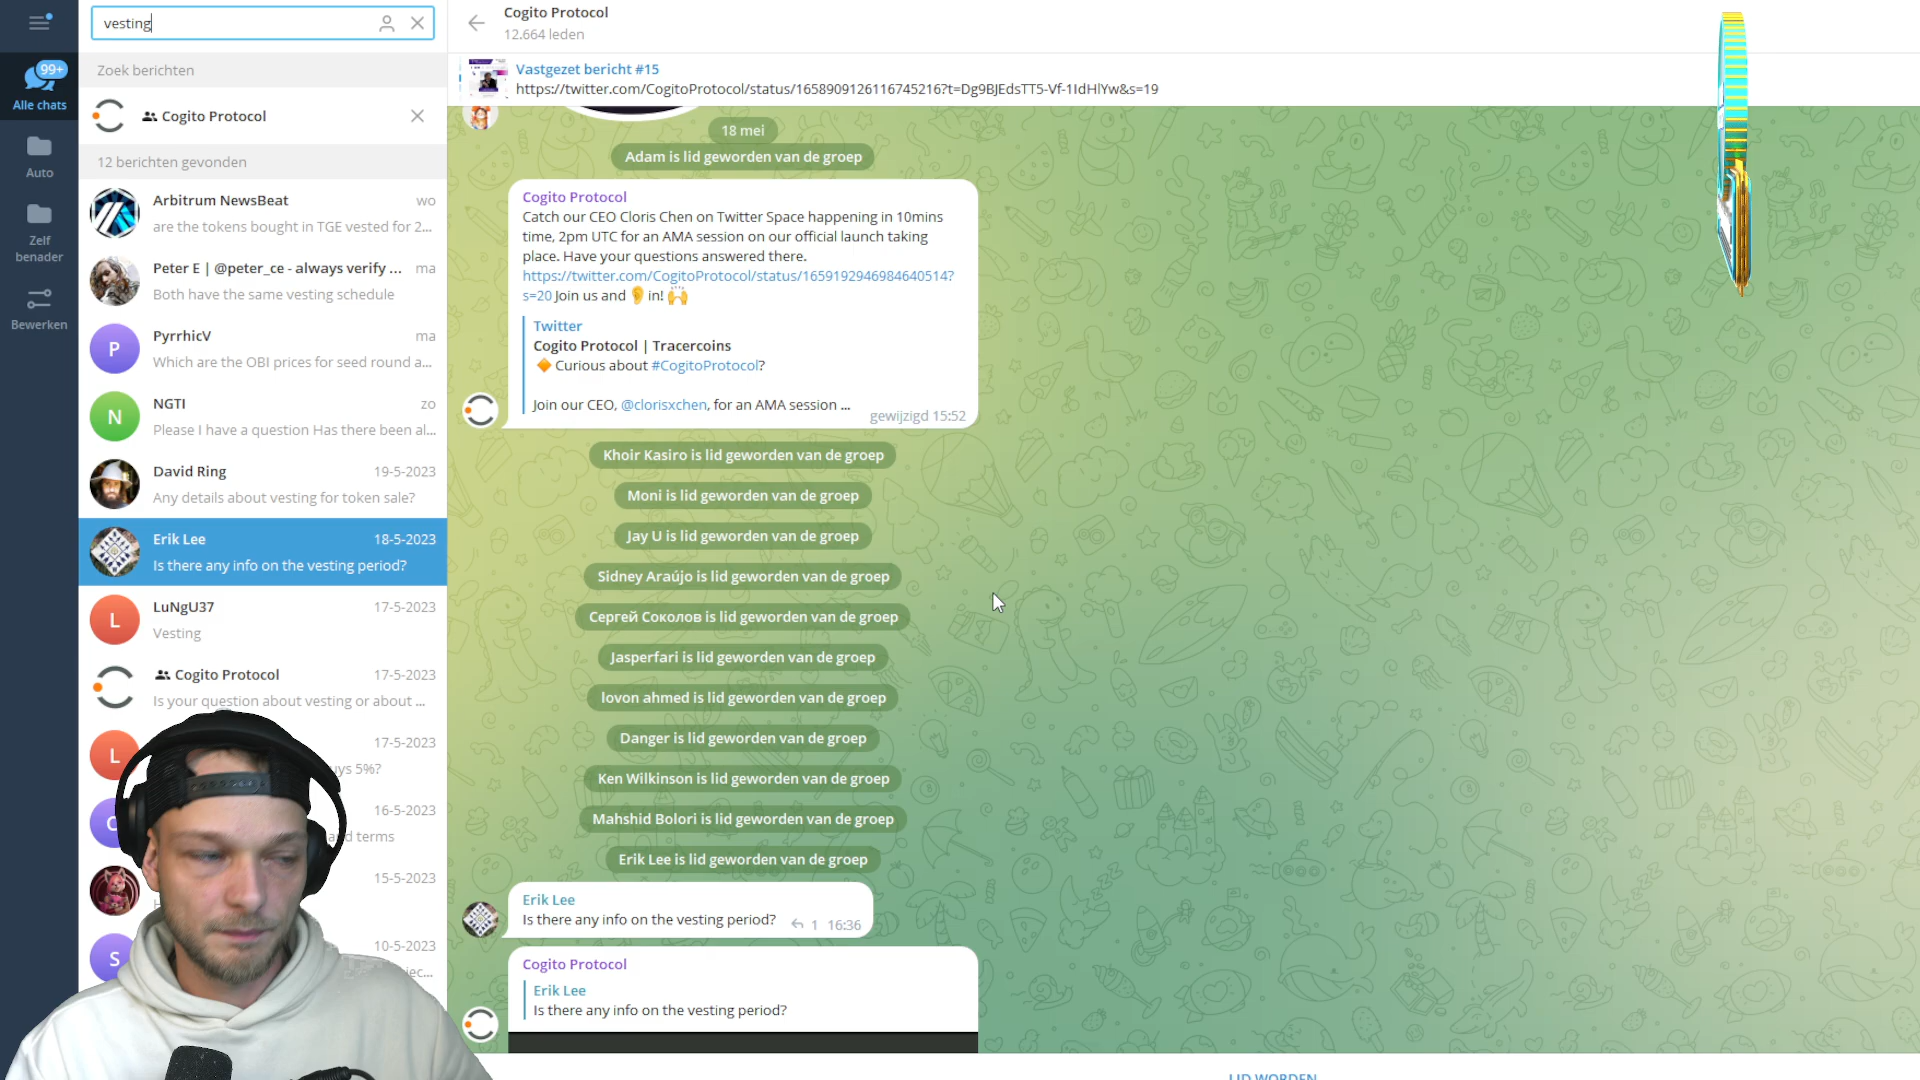 vesting
Zoek berichten
Cogito Protocol
12 berichten gevonden
99+
Alle chats
Auto
Zelf
benader
Bewerken
Arbitrum NewsBeat wo
are the tokens bought in TGE vested for 2...
Peter E | @peter_ce - always verify ... ma
Both have the same vesting schedule
P
PyrrhicV ma
Which are the OBI prices for seed round a...
N
NGTI zo
Please I have a question Has there been al...
David Ring 19-5-2023
Any details about vesting for token sale?
Erik Lee 18-5-2023
Is there any info on the vesting period?
L
LuNgU37 17-5-2023
Vesting
Cogito Protocol 17-5-2023
Is your question about vesting or about ...
L
17-5-2023
5%?
16-5-2023
and terms
15-5-2023
S
10-5-2023
Cogito Protocol
12.664 leden
Vastgezet bericht #15
https://twitter.com/CogitoProtocol/status/1658909126116745216?t=Dg9BJEdsTT5-Vf-1IdHlYw&s=19
18 mei
Adam is lid geworden van de groep
Cogito Protocol
Catch our CEO Cloris Chen on Twitter Space happening in 10mins
time, 2pm UTC for an AMA session on our official launch taking
place. Have your questions answered there.
https://twitter.com/CogitoProtocol/status/1659192946984640514?
s=20 Join us and 👂 in! 🙌
Twitter
Cogito Protocol | Tracercoins
🔶 Curious about #CogitoProtocol?
Join our CEO, @clorisxchen, for an AMA session ...
gewijzigd 15:52
Khoir Kasiro is lid geworden van de groep
Moni is lid geworden van de groep
Jay U is lid geworden van de groep
Sidney Araújo is lid geworden van de groep
Сергей Соколов is lid geworden van de groep
Jasperfari is lid geworden van de groep
lovon ahmed is lid geworden van de groep
Danger is lid geworden van de groep
Ken Wilkinson is lid geworden van de groep
Mahshid Bolori is lid geworden van de groep
Erik Lee is lid geworden van de groep
Erik Lee
Is there any info on the vesting period? 1 16:36
Cogito Protocol
Erik Lee
Is there any info on the vesting period?
LID WORDEN